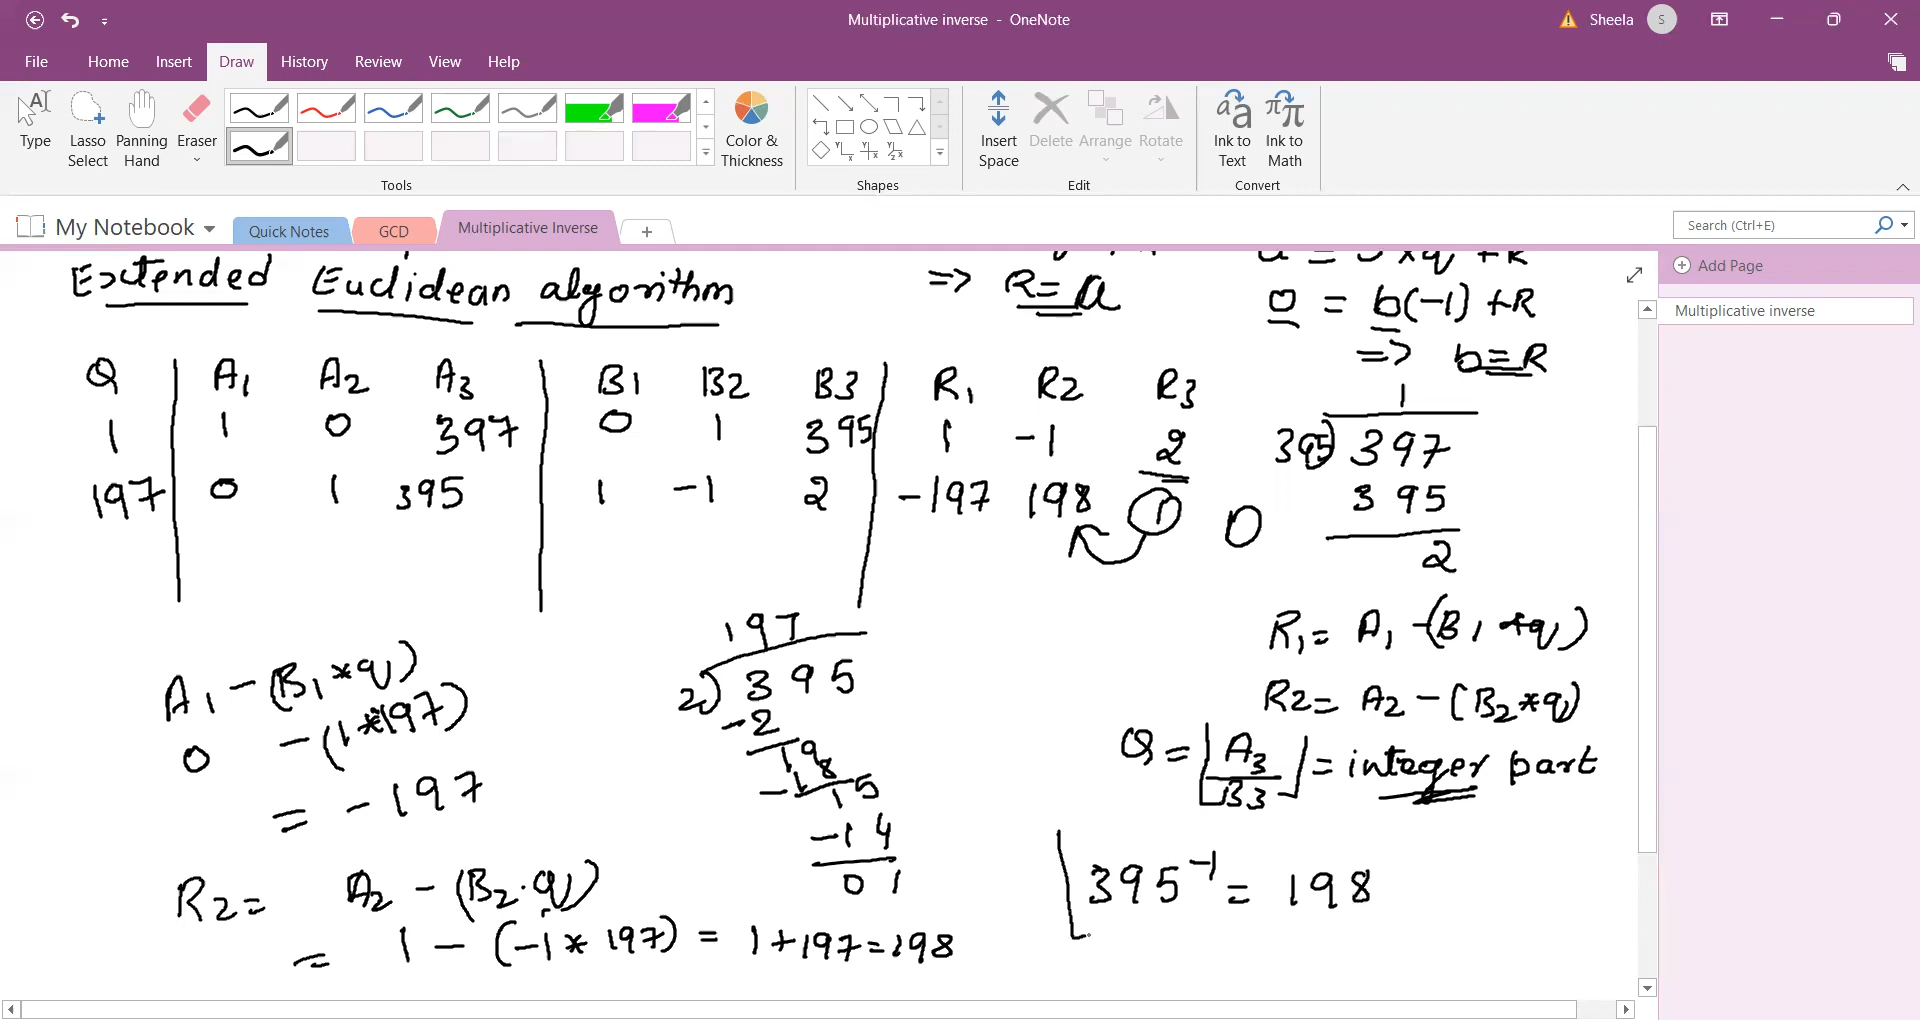 Multiplicative inverse - OneNote
Sheela
S
File Home Insert Draw History Review View Help
Type
Lasso Select
Panning Hand
Eraser
Color & Thickness
Insert Space
Delete
Arrange
Rotate
Ink to Text
Ink to Math
Tools
Shapes
Edit
Convert
My Notebook
Quick Notes
GCD
Multiplicative Inverse
+
Search (Ctrl+E)
Add Page
Multiplicative inverse
Extended Euclidean algorithm
=> R = a
0 = b(-1) + R
=> b = R
Q A1 A2 A3 B1 B2 B3 R1 R2 R3
1 1 0 397 0 1 395 1 -1 2
197 0 1 395 1 -1 2 -197 198 1 0
1
395) 397
395
2
A1 - (B1 * q)
0 - (1 * 197)
= - 197
197
2) 395
-2
19
-18
15
-14
01
R1 = A1 - (B1 * q)
R2 = A2 - (B2 * q)
Q = ⌊A3/B3⌋ = integer part
R2 = A2 - (B2 . q)
= 1 - (-1 * 197) = 1 + 197 = 198
395⁻¹ = 198